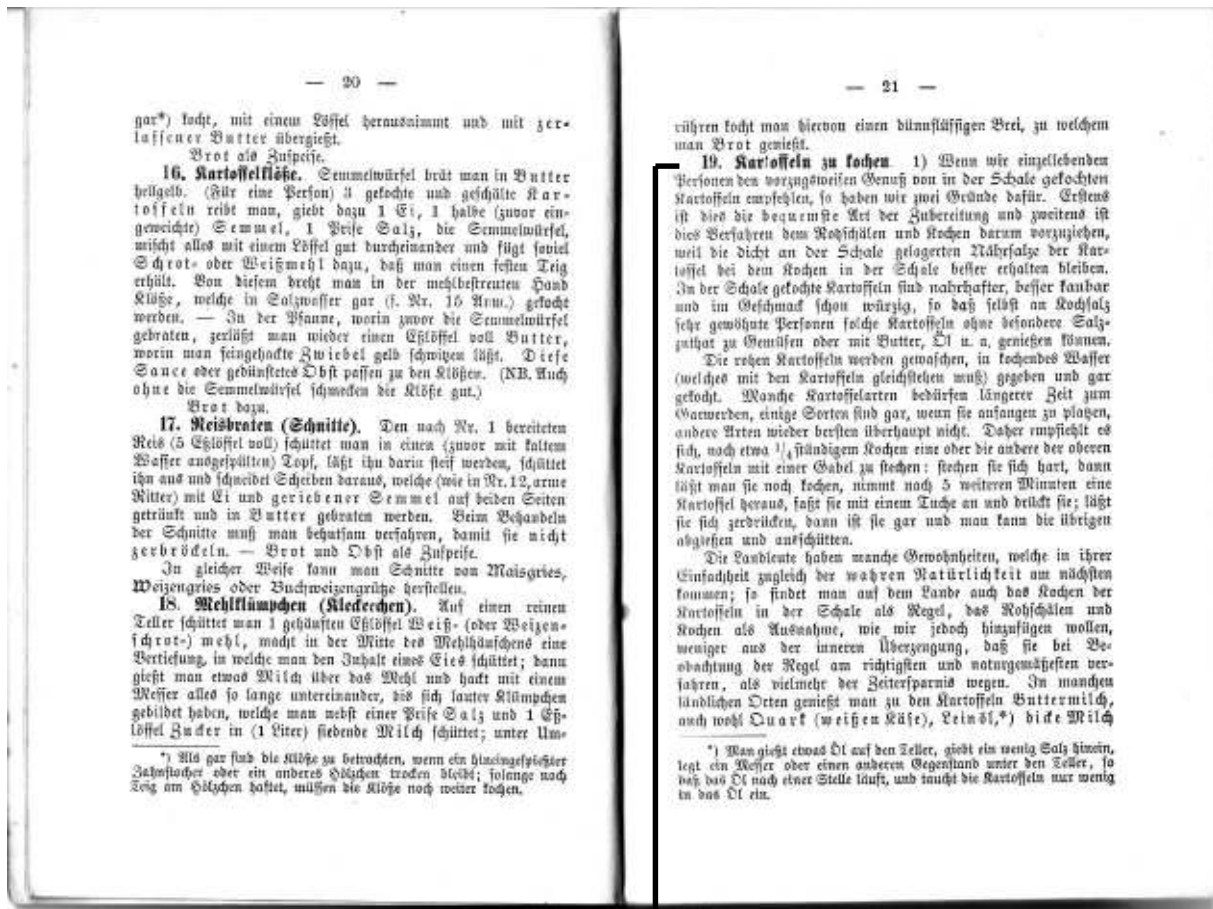 — 20 —
gar*) kocht, mit einem Löffel herausnimmt und mit zer-
lassener Butter übergießt.
Brot als Zuspeise.
16. Kartoffelklöße. Semmelwürfel brät man in Butter
hellgelb. (Für eine Person) 3 gekochte und geschälte Kar-
toffeln reibt man, giebt dazu 1 Ei, 1 halbe (zuvor ein-
geweichte) Semmel, 1 Prise Salz, die Semmelwürfel,
mischt alles mit einem Löffel gut durcheinander und fügt soviel
Schrot- oder Weißmehl dazu, daß man einen festen Teig
erhält. Von diesem dreht man in der mehlbestreuten Hand
Klöße, welche in Salzwasser gar (s. Nr. 15 Anm.) gekocht
werden. — In der Pfanne, worin zuvor die Semmelwürfel
gebraten, zerläßt man wieder einen Eßlöffel voll Butter,
worin man feingehackte Zwiebel gelb schwitzen läßt. Diese
Sauce oder gedünstetes Obst passen zu den Klößen. (NB. Auch
ohne die Semmelwürfel schmecken die Klöße gut.)
Brot dazu.
17. Reisbraten (Schnitte). Den nach Nr. 1 bereiteten
Reis (5 Eßlöffel voll) schüttet man in einen (zuvor mit kaltem
Wasser ausgespülten) Topf, läßt ihn darin steif werden, schüttet
ihn aus und schneidet Scheiben daraus, welche (wie in Nr. 12, arme
Ritter) mit Ei und geriebener Semmel auf beiden Seiten
getränkt und in Butter gebraten werden. Beim Behandeln
der Schnitte muß man behutsam verfahren, damit sie nicht
zerbröckeln. — Brot und Obst als Zuspeise.
In gleicher Weise kann man Schnitte von Maisgries,
Weizengries oder Buchweizengrütze herstellen.
18. Mehlklümpchen (Kleckerchen). Auf einen reinen
Teller schüttet man 1 gehäuften Eßlöffel Weiß- (oder Weizen-
schrot-) mehl, macht in der Mitte des Mehlhäufchens eine
Vertiefung, in welche man den Inhalt eines Eies schüttet; dann
gießt man etwas Milch über das Mehl und hackt mit einem
Messer alles so lange untereinander, bis sich lauter Klümpchen
gebildet haben, welche man nebst einer Prise Salz und 1 Eß-
löffel Zucker in (1 Liter) siedende Milch schüttet; unter Um-
*) Als gar sind die Klöße zu betrachten, wenn ein hineingespießter
Zahnstocher oder ein anderes Hölzchen trocken bleibt; solange noch
Teig am Hölzchen haftet, müssen die Klöße noch weiter kochen.
— 21 —
rühren kocht man hiervon einen dünnflüssigen Brei, zu welchem
man Brot genießt.
19. Kartoffeln zu kochen. 1) Wenn wir einzellebenden
Personen den vorzugsweisen Genuß von in der Schale gekochten
Kartoffeln empfehlen, so haben wir zwei Gründe dafür. Erstens
ist dies die bequemste Art der Zubereitung und zweitens ist
dies Verfahren dem Rohschälen und Kochen darum vorzuziehen,
weil die dicht an der Schale gelagerten Nährsalze der Kar-
toffel bei dem Kochen in der Schale besser erhalten bleiben.
In der Schale gekochte Kartoffeln sind nahrhafter, besser kaubar
und im Geschmack schon würzig, so daß selbst an Kochsalz
sehr gewöhnte Personen solche Kartoffeln ohne besondere Salz-
zuthat zu Gemüsen oder mit Butter, Öl u. a. genießen können.
Die rohen Kartoffeln werden gewaschen, in kochendes Wasser
(welches mit den Kartoffeln gleichstehen muß) gegeben und gar
gekocht. Manche Kartoffelarten bedürfen längerer Zeit zum
Garwerden, einige Sorten sind gar, wenn sie anfangen zu platzen,
andere Arten wieder bersten überhaupt nicht. Daher empfiehlt es
sich, nach etwa 1/4stündigem Kochen eine oder die andere der oberen
Kartoffeln mit einer Gabel zu stechen: stechen sie sich hart, dann
läßt man sie noch kochen, nimmt nach 5 weiteren Minuten eine
Kartoffel heraus, faßt sie mit einem Tuche an und drückt sie; läßt
sie sich zerdrücken, dann ist sie gar und man kann die übrigen
abgießen und ausschütten.
Die Landleute haben manche Gewohnheiten, welche in ihrer
Einfachheit zugleich der wahren Natürlichkeit am nächsten
kommen; so findet man auf dem Lande auch das Kochen der
Kartoffeln in der Schale als Regel, das Rohschälen und
Kochen als Ausnahme, wie wir jedoch hinzufügen wollen,
weniger aus der inneren Überzeugung, daß sie bei Be-
obachtung der Regel am richtigsten und naturgemäßesten ver-
fahren, als vielmehr der Zeitersparnis wegen. In manchen
ländlichen Orten genießt man zu den Kartoffeln Buttermilch,
auch wohl Quark (weißen Käse), Leinöl,*) dicke Milch
*) Man gießt etwas Öl auf den Teller, giebt ein wenig Salz hinein,
legt ein Messer oder einen anderen Gegenstand unter den Teller, so
daß das Öl nach einer Stelle läuft, und taucht die Kartoffeln nur wenig
in das Öl ein.